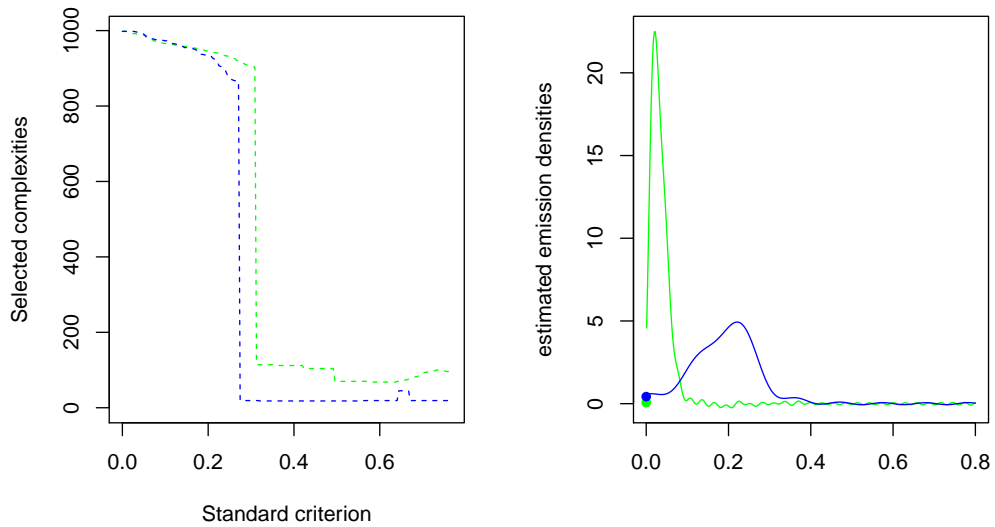 Selected complexities
1000
800
600
400
200
0
0.0 0.2 0.4 0.6
Standard criterion
estimated emission densities
20
15
10
5
0
0.0 0.2 0.4 0.6 0.8